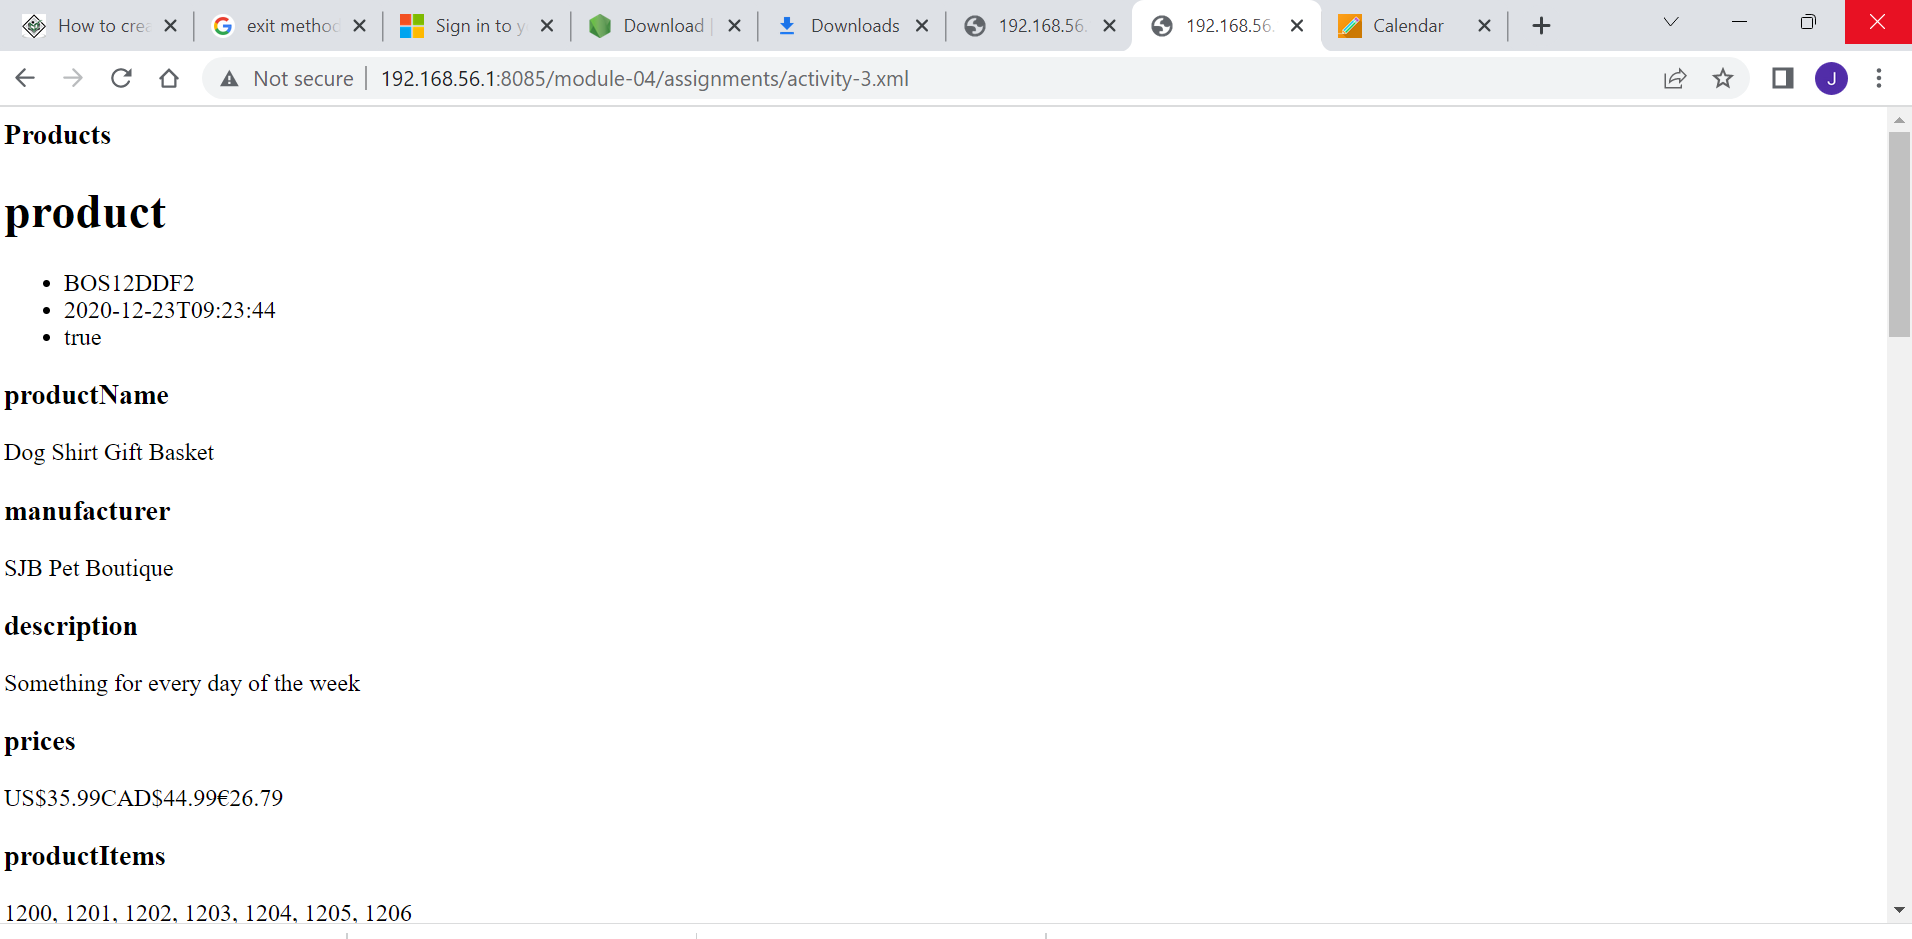 How to crea
exit method
Sign in to y
Download
Downloads
192.168.56.
192.168.56.
Calendar
Not secure
192.168.56.1:8085/module-04/assignments/activity-3.xml
J
Products
product
• BOS12DDF2
• 2020-12-23T09:23:44
• true
productName
Dog Shirt Gift Basket
manufacturer
SJB Pet Boutique
description
Something for every day of the week
prices
US$35.99CAD$44.99€26.79
productItems
1200, 1201, 1202, 1203, 1204, 1205, 1206